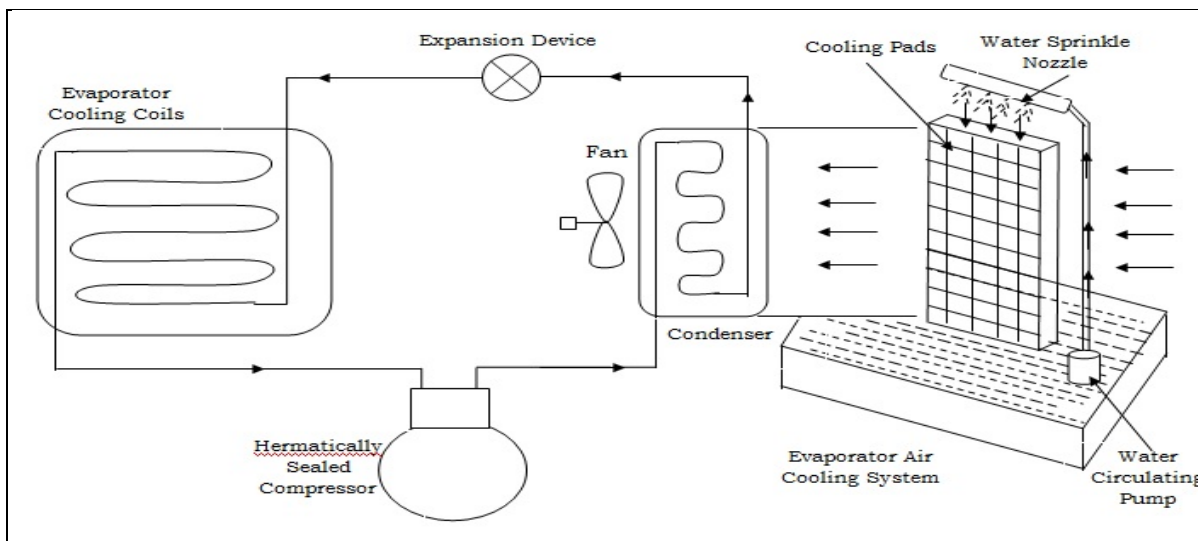 Expansion Device
Cooling Pads
Water Sprinkle
Nozzle
Evaporator
Cooling Coils
Fan
Condenser
Hermatically
Sealed
Compressor
Evaporator Air
Cooling System
Water
Circulating
Pump